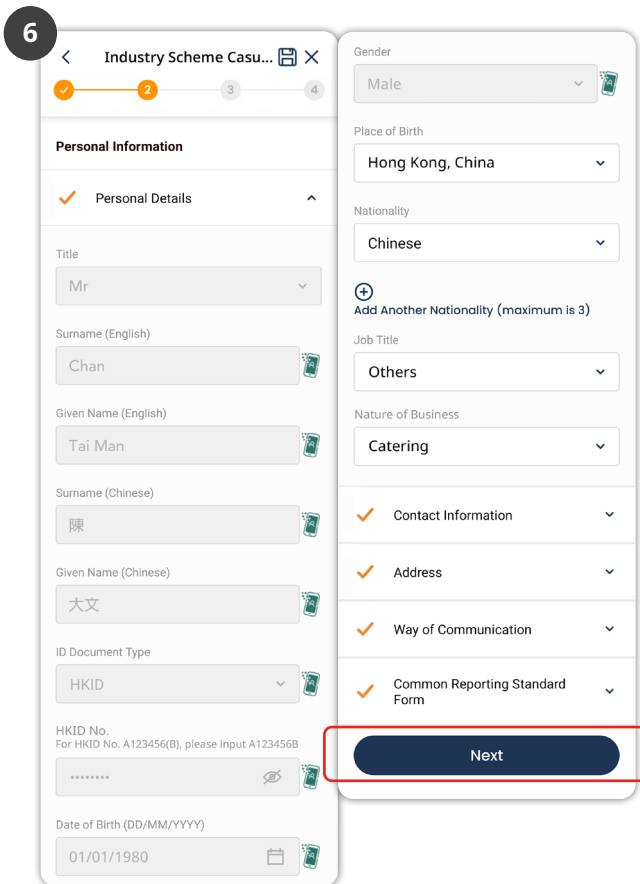 6
Industry Scheme Casu...
2
3
4
Personal Information
Personal Details
Title
Mr
Surname (English)
Chan
Given Name (English)
Tai Man
Surname (Chinese)
陳
Given Name (Chinese)
大文
ID Document Type
HKID
HKID No.
For HKID No. A123456(B), please input A123456B
••••••••
Date of Birth (DD/MM/YYYY)
01/01/1980
Gender
Male
Place of Birth
Hong Kong, China
Nationality
Chinese
Add Another Nationality (maximum is 3)
Job Title
Others
Nature of Business
Catering
Contact Information
Address
Way of Communication
Common Reporting Standard
Form
Next